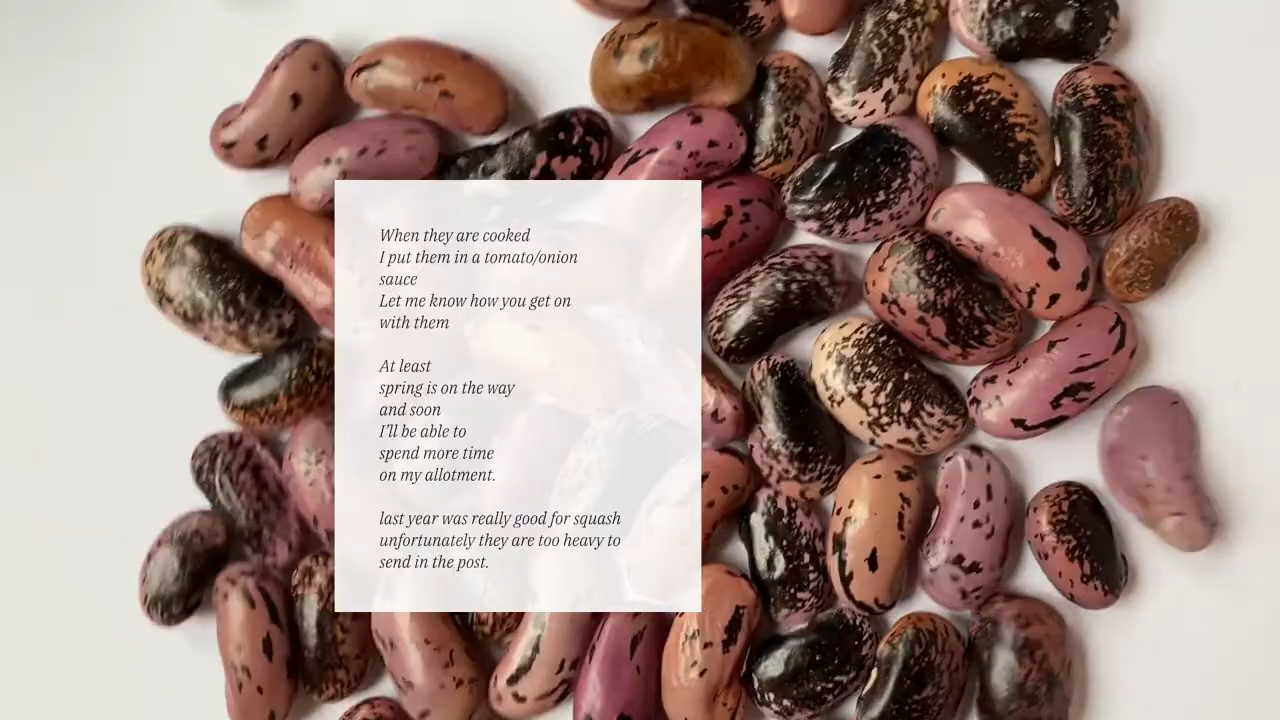 When they are cooked
I put them in a tomato/onion
sauce
Let me know how you get on
with them
At least
spring is on the way
and soon
I'll be able to
spend more time
on my allotment.
last year was really good for squash
unfortunately they are too heavy to
send in the post.